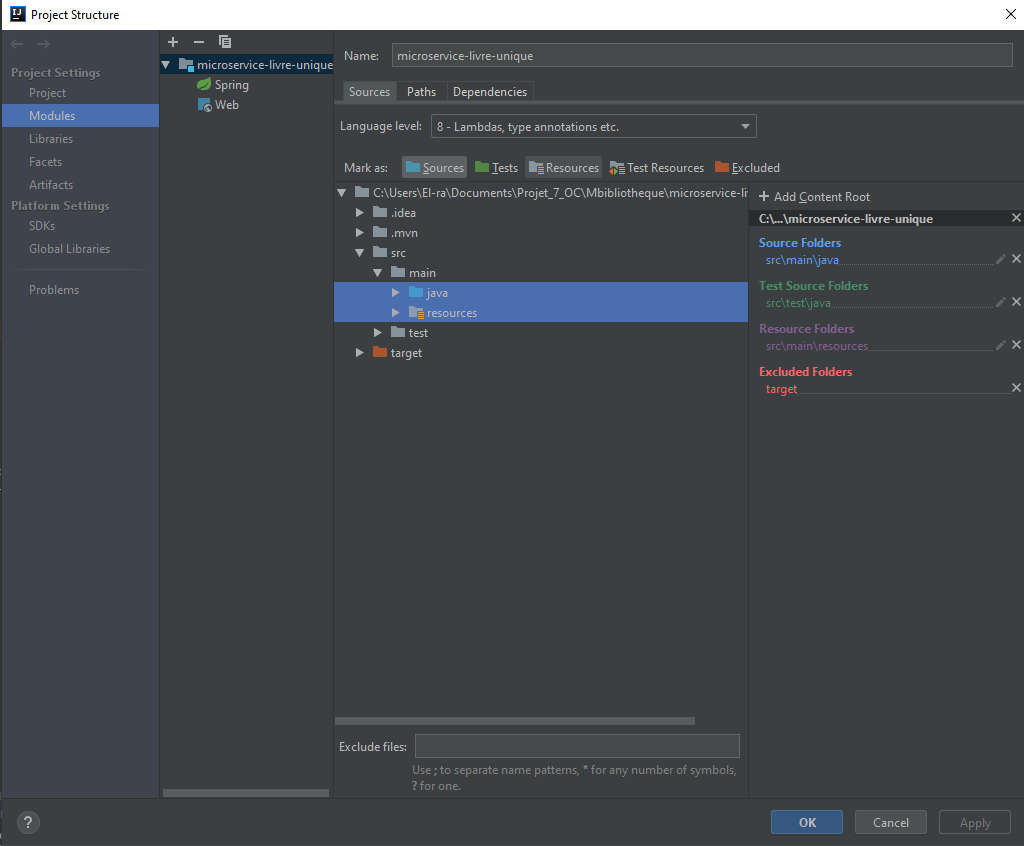 Project Structure
Project Settings
Project
Modules
Libraries
Facets
Artifacts
Platform Settings
SDKs
Global Libraries
Problems
microservice-livre-unique
Spring
Web
Name: microservice-livre-unique
Sources Paths Dependencies
Language level: 8 - Lambdas, type annotations etc.
Mark as: Sources Tests Resources Test Resources Excluded
C:\Users\El-ra\Documents\Projet_7_OC\Mbibliotheque\microservice-li
.idea
.mvn
src
main
java
resources
test
target
Exclude files:
Use ; to separate name patterns, * for any number of symbols,
? for one.
+ Add Content Root
C:\...\microservice-livre-unique
Source Folders
src\main\java
Test Source Folders
src\test\java
Resource Folders
src\main\resources
Excluded Folders
target
? OK Cancel Apply